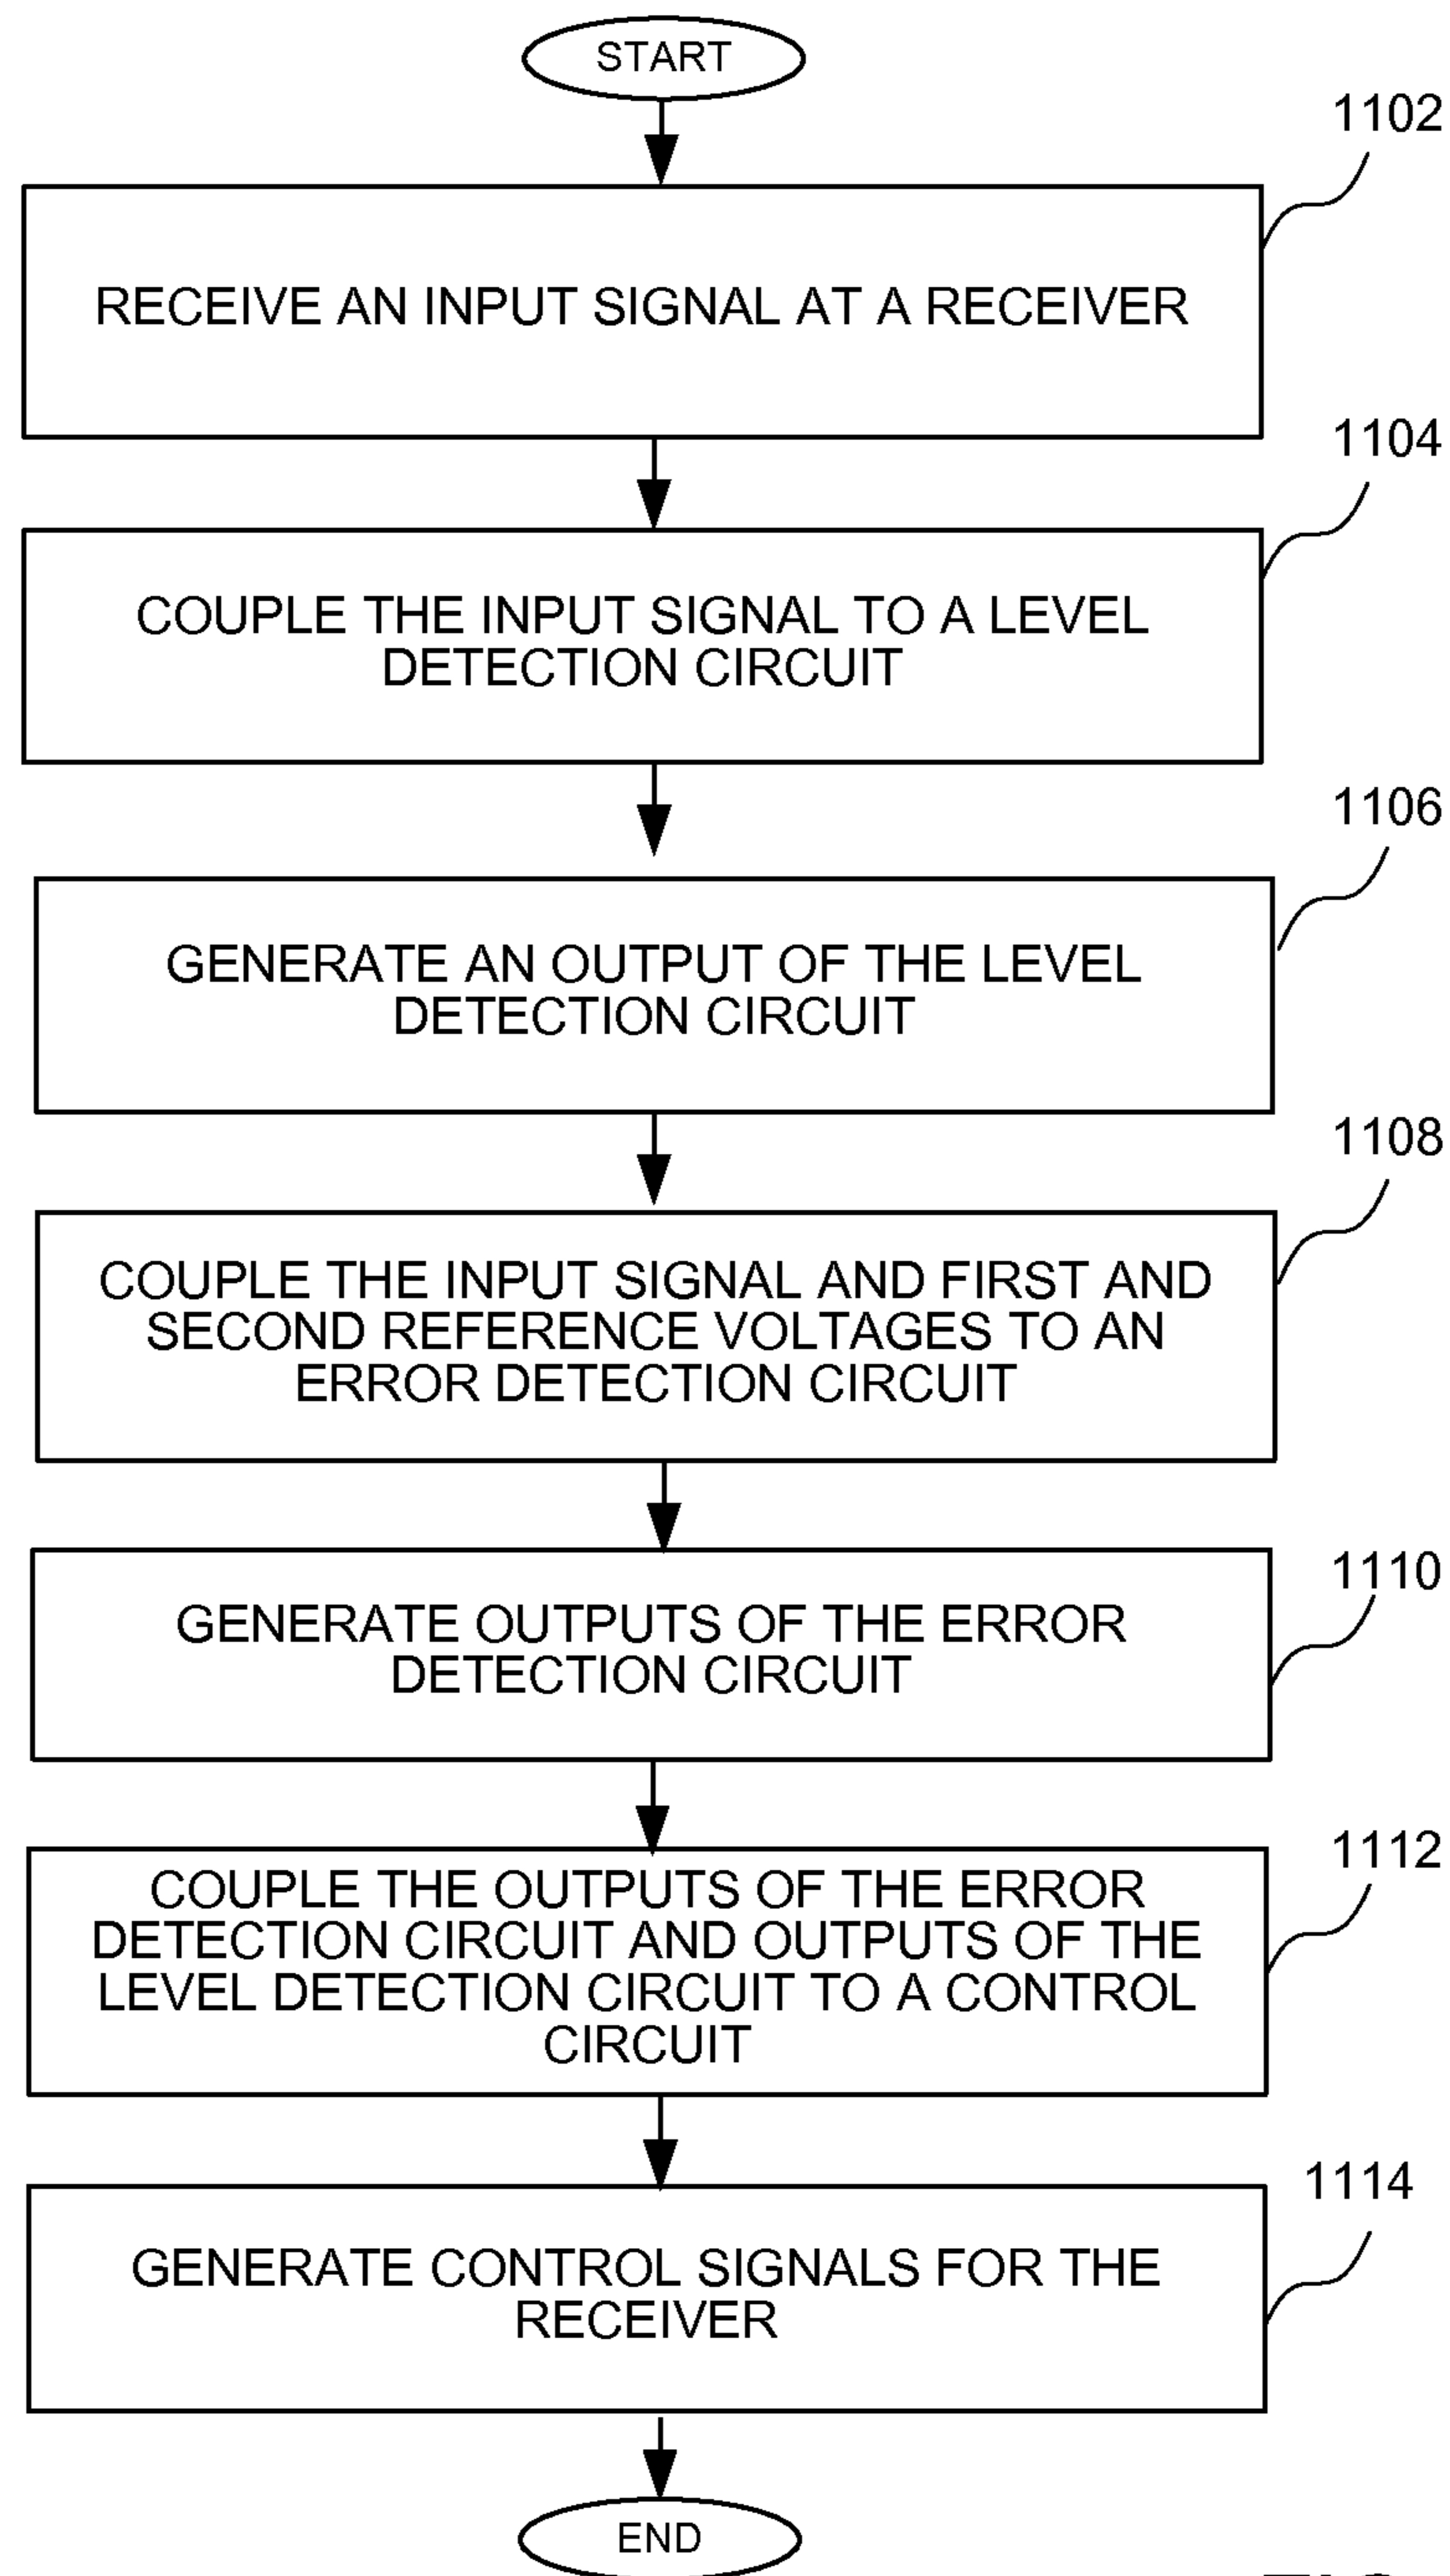 START
1102
RECEIVE AN INPUT SIGNAL AT A RECEIVER
1104
COUPLE THE INPUT SIGNAL TO A LEVEL
DETECTION CIRCUIT
1106
GENERATE AN OUTPUT OF THE LEVEL
DETECTION CIRCUIT
1108
COUPLE THE INPUT SIGNAL AND FIRST AND
SECOND REFERENCE VOLTAGES TO AN
ERROR DETECTION CIRCUIT
1110
GENERATE OUTPUTS OF THE ERROR
DETECTION CIRCUIT
1112
COUPLE THE OUTPUTS OF THE ERROR
DETECTION CIRCUIT AND OUTPUTS OF THE
LEVEL DETECTION CIRCUIT TO A CONTROL
CIRCUIT
1114
GENERATE CONTROL SIGNALS FOR THE
RECEIVER
END